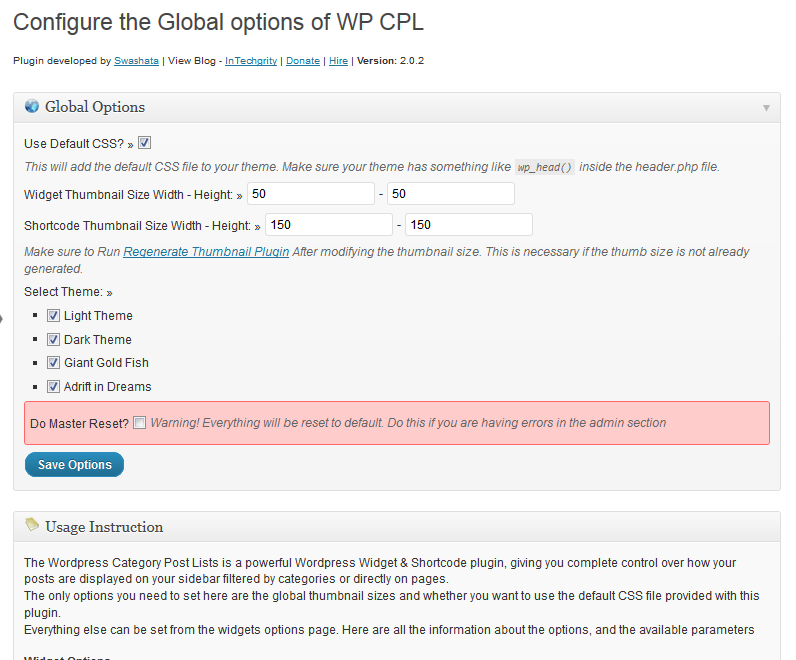 Configure the Global options of WP CPL
Plugin developed by Swashata | View Blog - InTechgrity | Donate | Hire | Version: 2.0.2
Global Options
Use Default CSS? »
This will add the default CSS file to your theme. Make sure your theme has something like wp_head() inside the header.php file.
Widget Thumbnail Size Width - Height: » 50 - 50
Shortcode Thumbnail Size Width - Height: » 150 - 150
Make sure to Run Regenerate Thumbnail Plugin After modifying the thumbnail size. This is necessary if the thumb size is not already
generated.
Select Theme: »
Light Theme
Dark Theme
Giant Gold Fish
Adrift in Dreams
Do Master Reset? Warning! Everything will be reset to default. Do this if you are having errors in the admin section
Save Options
Usage Instruction
The Wordpress Category Post Lists is a powerful Wordpress Widget & Shortcode plugin, giving you complete control over how your
posts are displayed on your sidebar filtered by categories or directly on pages.
The only options you need to set here are the global thumbnail sizes and whether you want to use the default CSS file provided with this
plugin.
Everything else can be set from the widgets options page. Here are all the information about the options, and the available parameters
Widget Options